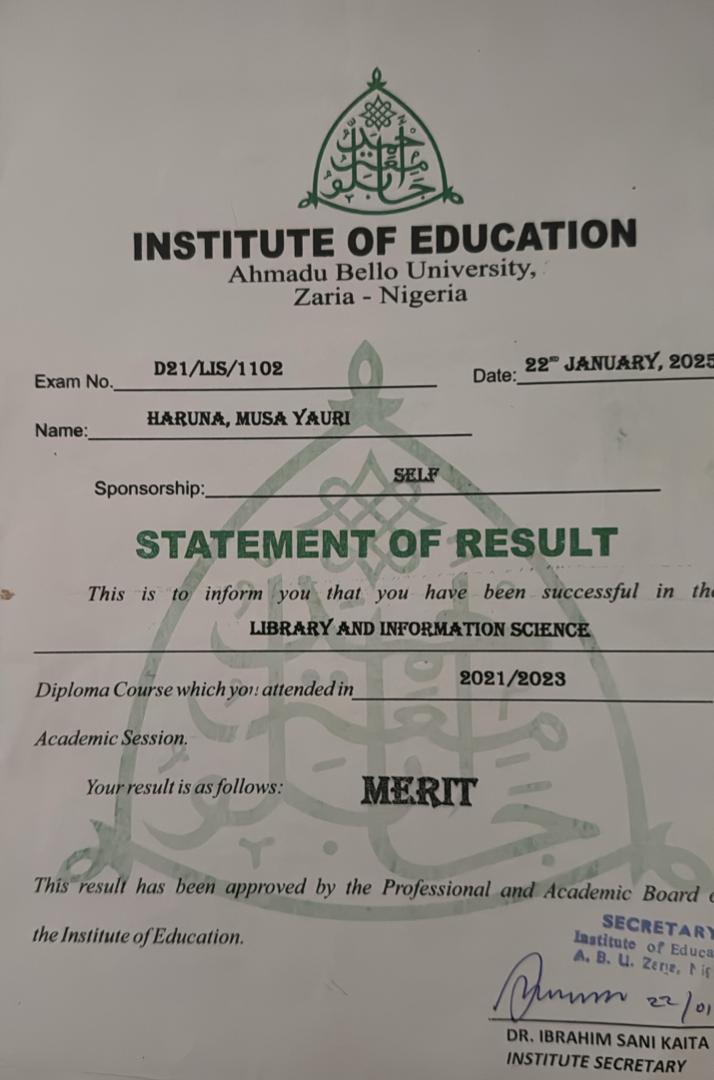 INSTITUTE OF EDUCATION
Ahmadu Bello University,
Zaria - Nigeria
Exam No. D21/LIS/1102
Date: 22ND JANUARY, 2025
Name: HARUNA, MUSA YAURI
Sponsorship: SELF
STATEMENT OF RESULT
This is to inform you that you have been successful in the
LIBRARY AND INFORMATION SCIENCE
Diploma Course which you attended in 2021/2023
Academic Session.
Your result is as follows: MERIT
This result has been approved by the Professional and Academic Board
the Institute of Education.
SECRETARY
Institute of Educa
A. B. U. Zaria,
22/01
DR. IBRAHIM SANI KAITA
INSTITUTE SECRETARY